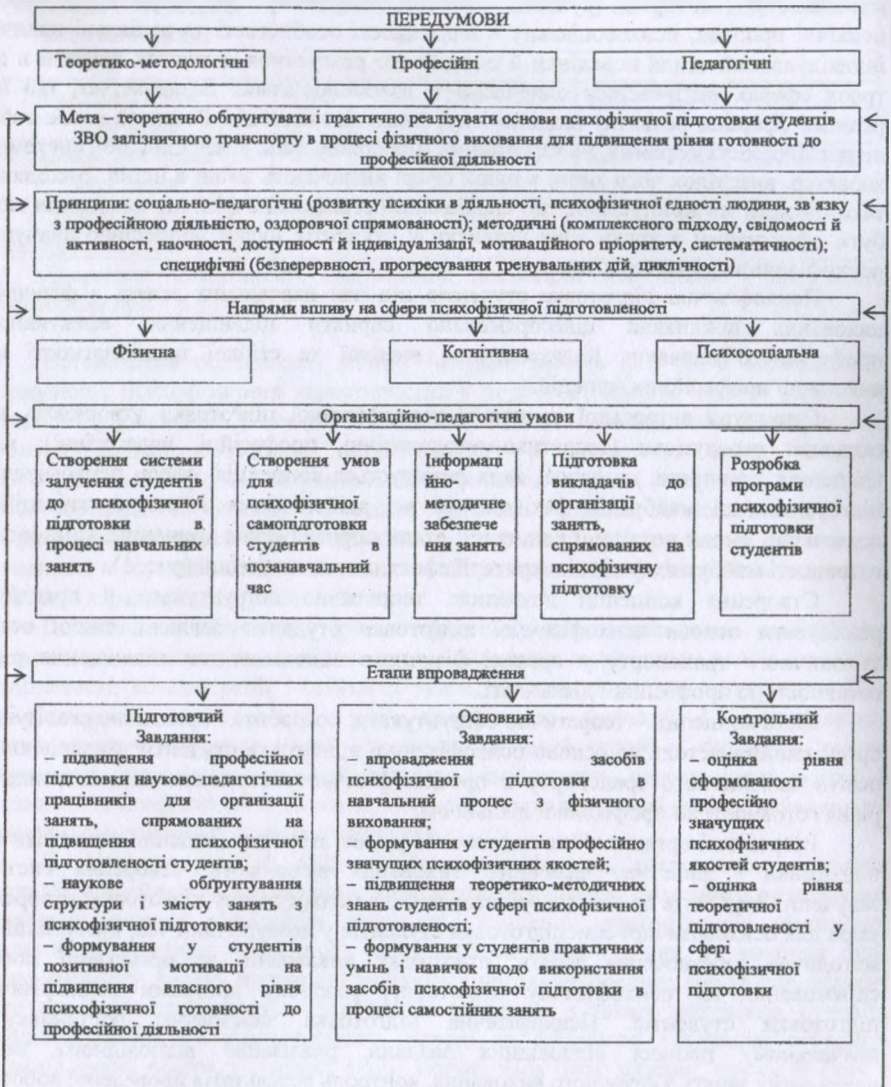 ПЕРЕДУМОВИ
Теоретико-методологічні
Професійні
Педагогічні
Мета – теоретично обґрунтувати і практично реалізувати основи психофізичної підготовки студентів
ЗВО залізничного транспорту в процесі фізичного виховання для підвищення рівня готовності до
професійної діяльності
Принципи: соціально-педагогічні (розвитку психіки в діяльності, психофізичної єдності людини, зв’язку
з професійною діяльністю, оздоровчої спрямованості); дидактичні (компліментарного підходу, свідомості й
активності, наочності, доступності й індивідуалізації, мотиваційного пріоритету, систематичності);
специфічні (безперервності, прогресування тренувальних дій, циклічності)
Напрями впливу на сфери психофізичної підготовленості
Фізична
Когнітивна
Психосоціальна
Організаційно-педагогічні умови
Створення умов для
залучення студентів
до психофізичної
підготовки в
процесі навчальних
занять
Створення умов
для
психофізичної
самопідготовки
студентів в
позанавчальний
час
Інформаці
йно-
методичне
забезпече
ння занять
Підготовка
викладачів до
організації
занять,
спрямованих на
психофізичну
підготовку
Розробка
засобів
психофізичної
підготовки
студентів
Етапи впровадження
Підготовчий
Завдання:
– підвищення професійної
підготовки науково-педагогічних
працівників для організації
занять, спрямованих на
підвищення психофізичної
підготовленості студентів;
– наукове обґрунтування
структури і змісту занять з
психофізичної підготовки;
– формування у студентів
позитивної мотивації на
підвищення власного рівня
психофізичної готовності до
професійної діяльності
Основний
Завдання:
– впровадження засобів
психофізичної підготовки в
навчальний процес з фізичного
виховання;
– формування у студентів професійно
значущих психофізичних якостей;
– підвищення теоретико-методичних
знань студентів у сфері психофізичної
підготовленості;
– формування у студентів практичних
умінь і навичок щодо використання
засобів психофізичної підготовки в
процесі самостійних занять
Контрольний
Завдання:
– оцінка рівня
сформованості
професійно
значущих
психофізичних
якостей студентів;
– оцінка рівня
теоретичної
підготовленості у
сфері
психофізичної
підготовки